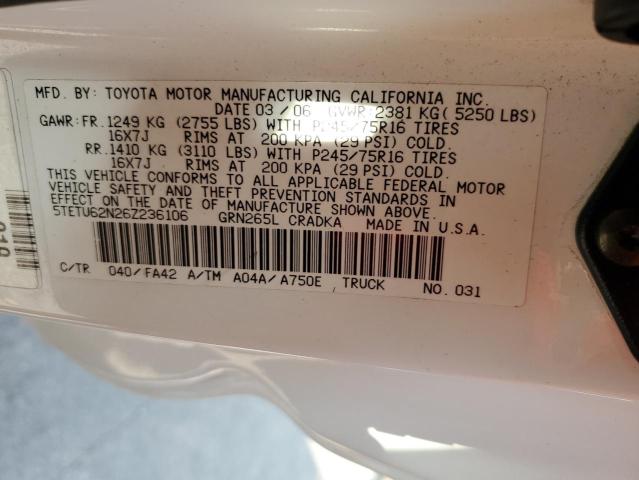 MFD. BY: TOYOTA MOTOR MANUFACTURING CALIFORNIA INC.
DATE 03 / 06 GVWR 2381 KG( 5250 LBS)
GAWR:FR.1249 KG (2755 LBS) WITH P245/75R16 TIRES
16X7J RIMS AT 200 KPA (29 PSI) COLD.
RR.1410 KG (3110 LBS) WITH P245/75R16 TIRES
16X7J RIMS AT 200 KPA (29 PSI) COLD.
THIS VEHICLE CONFORMS TO ALL APPLICABLE FEDERAL MOTOR
VEHICLE SAFETY AND THEFT PREVENTION STANDARDS IN
EFFECT ON THE DATE OF MANUFACTURE SHOWN ABOVE.
5TETU62N26Z236106 GRN265L CRADKA MADE IN U.S.A.
C/TR 040/FA42 A/TM A04A/A750E TRUCK NO. 031